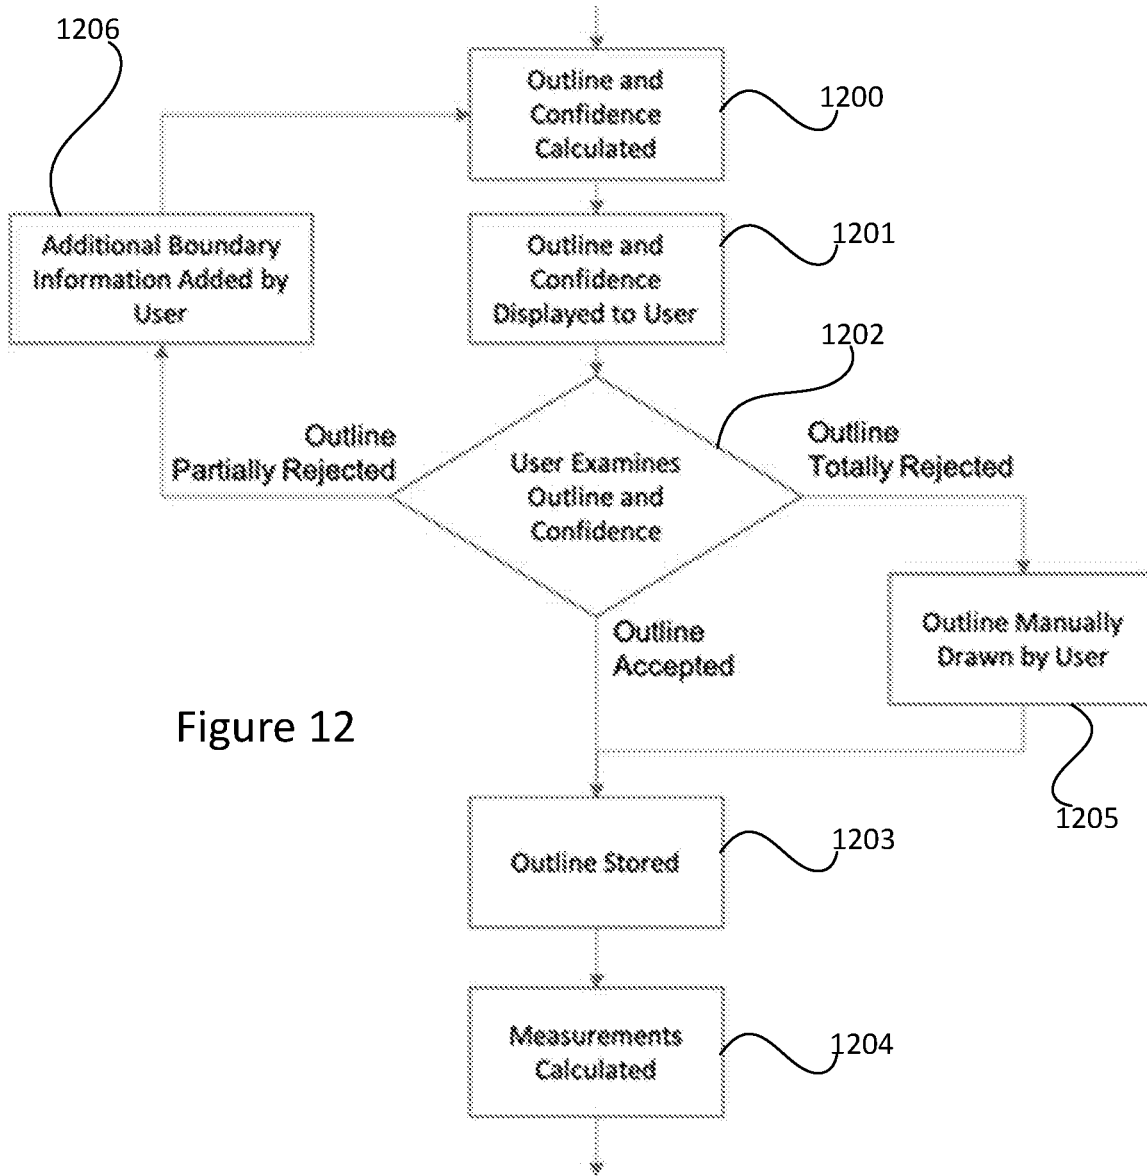 1206
Outline and
Confidence
Calculated
1200
Additional Boundary
Information Added by
User
Outline and
Confidence
Displayed to User
1201
1202
Outline
Partially Rejected
User Examines
Outline and
Confidence
Outline
Totally Rejected
Outline
Accepted
Outline Manually
Drawn by User
1205
Figure 12
Outline Stored
1203
Measurements
Calculated
1204